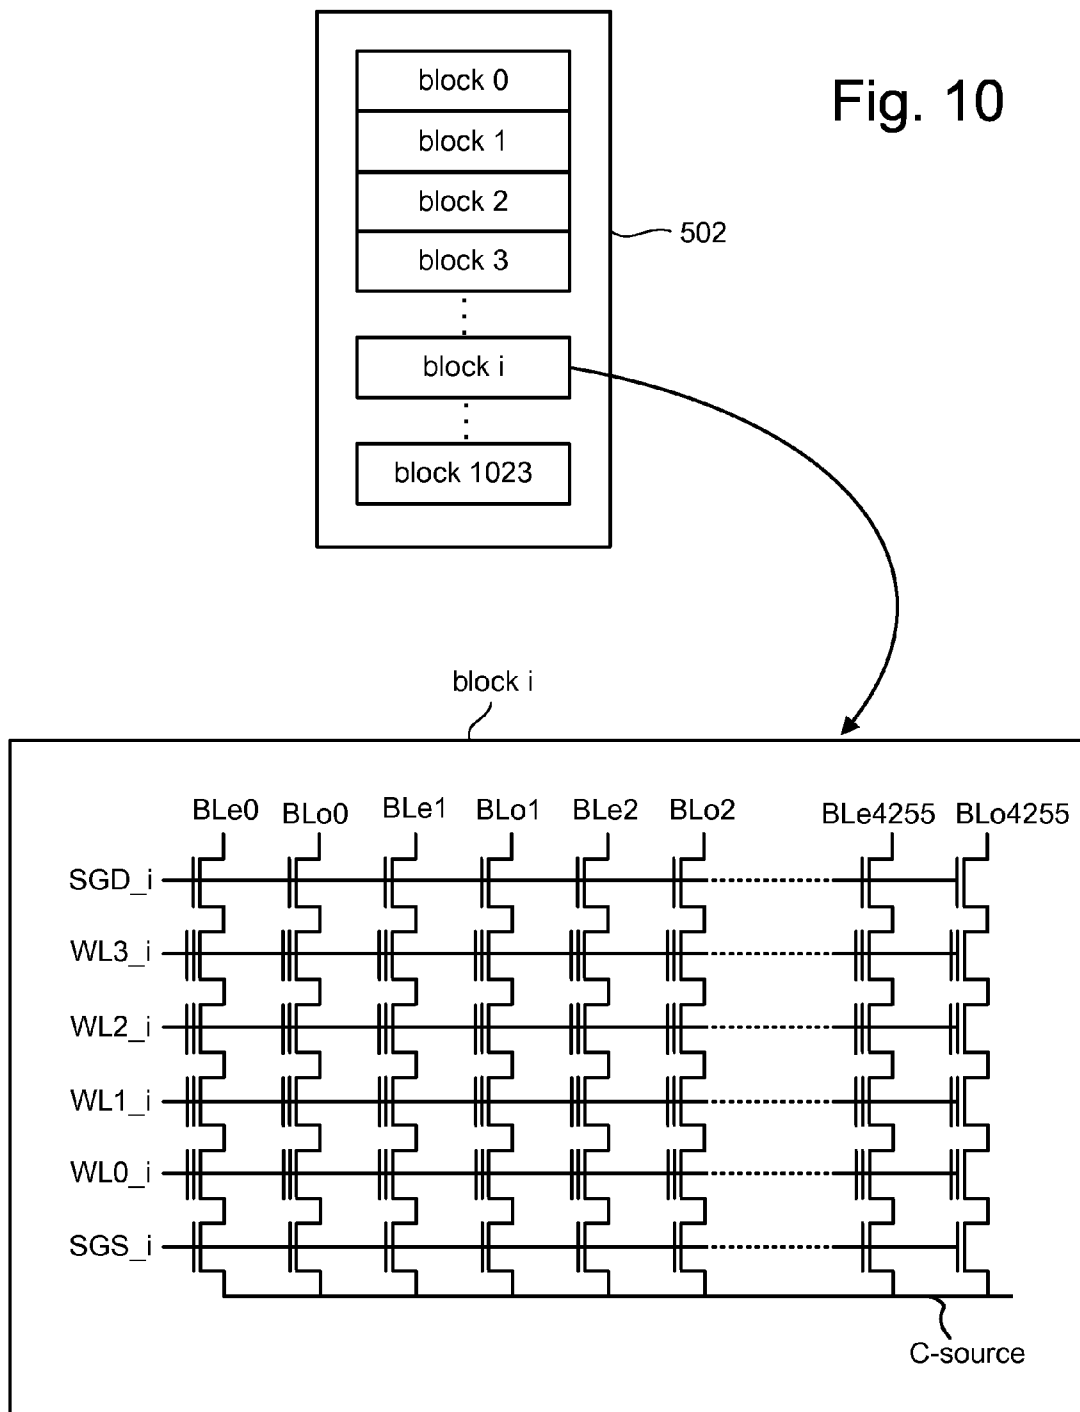 Fig. 10
block 0
block 1
block 2
block 3
502
block i
block 1023
block i
BLe0 BLo0 BLe1 BLo1 BLe2 BLo2 BLe4255 BLo4255
SGD_i
WL3_i
WL2_i
WL1_i
WL0_i
SGS_i
C-source